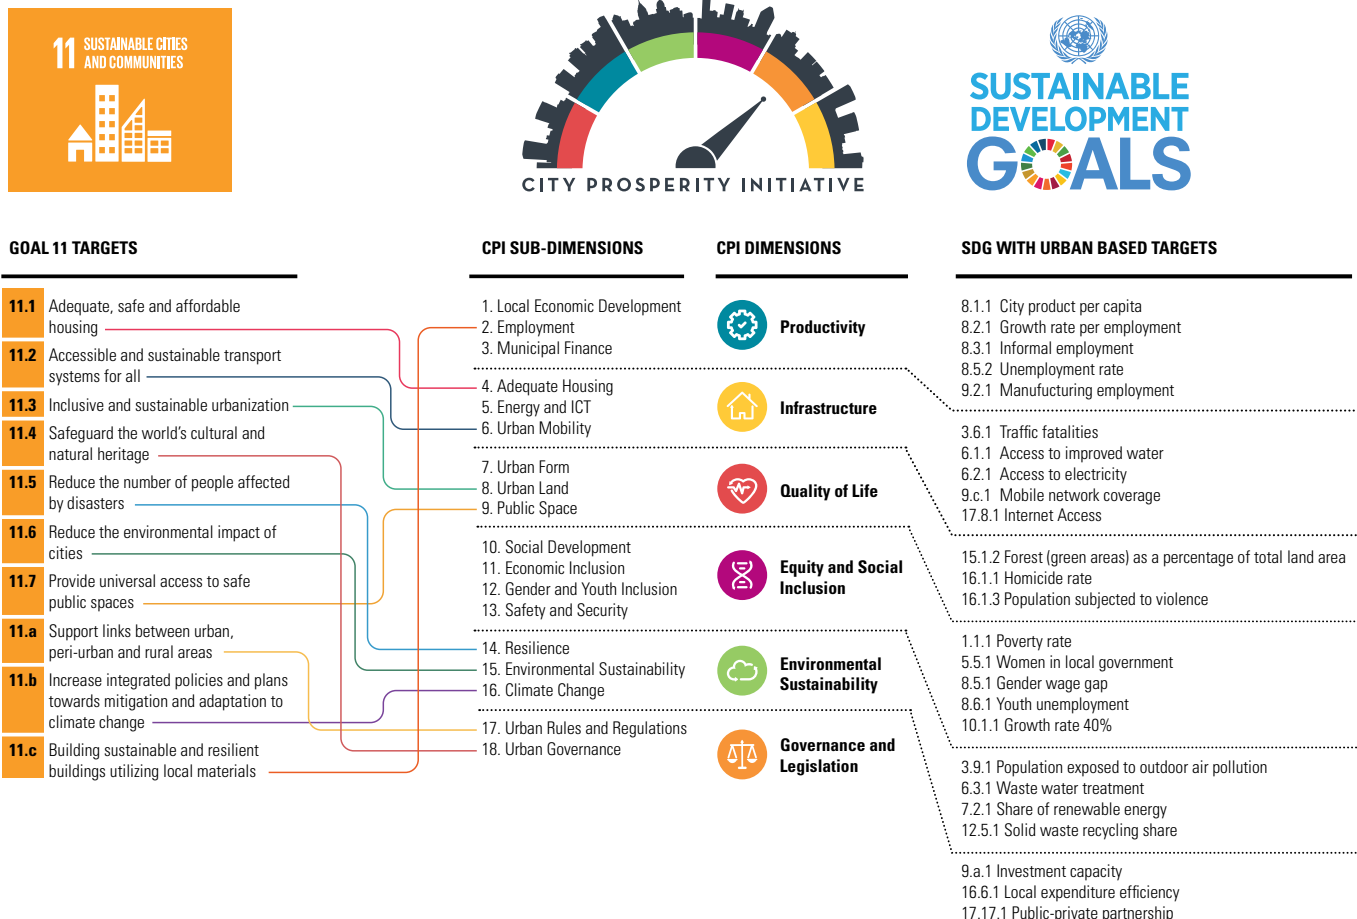 11 SUSTAINABLE CITIES
AND COMMUNITIES
CITY PROSPERITY INITIATIVE
SUSTAINABLE
DEVELOPMENT
GOALS
GOAL 11 TARGETS
11.1 Adequate, safe and affordable
housing
11.2 Accessible and sustainable transport
systems for all
11.3 Inclusive and sustainable urbanization
11.4 Safeguard the world's cultural and
natural heritage
11.5 Reduce the number of people affected
by disasters
11.6 Reduce the environmental impact of
cities
11.7 Provide universal access to safe
public spaces
11.a Support links between urban,
peri-urban and rural areas
11.b Increase integrated policies and plans
towards mitigation and adaptation to
climate change
11.c Building sustainable and resilient
buildings utilizing local materials
CPI SUB-DIMENSIONS
1. Local Economic Development
2. Employment
3. Municipal Finance
4. Adequate Housing
5. Energy and ICT
6. Urban Mobility
7. Urban Form
8. Urban Land
9. Public Space
10. Social Development
11. Economic Inclusion
12. Gender and Youth Inclusion
13. Safety and Security
14. Resilience
15. Environmental Sustainability
16. Climate Change
17. Urban Rules and Regulations
18. Urban Governance
CPI DIMENSIONS
Productivity
Infrastructure
Quality of Life
Equity and Social
Inclusion
Environmental
Sustainability
Governance and
Legislation
SDG WITH URBAN BASED TARGETS
8.1.1 City product per capita
8.2.1 Growth rate per employment
8.3.1 Informal employment
8.5.2 Unemployment rate
9.2.1 Manufucturing employment
3.6.1 Traffic fatalities
6.1.1 Access to improved water
6.2.1 Access to electricity
9.c.1 Mobile network coverage
17.8.1 Internet Access
15.1.2 Forest (green areas) as a percentage of total land area
16.1.1 Homicide rate
16.1.3 Population subjected to violence
1.1.1 Poverty rate
5.5.1 Women in local government
8.5.1 Gender wage gap
8.6.1 Youth unemployment
10.1.1 Growth rate 40%
3.9.1 Population exposed to outdoor air pollution
6.3.1 Waste water treatment
7.2.1 Share of renewable energy
12.5.1 Solid waste recycling share
9.a.1 Investment capacity
16.6.1 Local expenditure efficiency
17.17.1 Public-private partnership